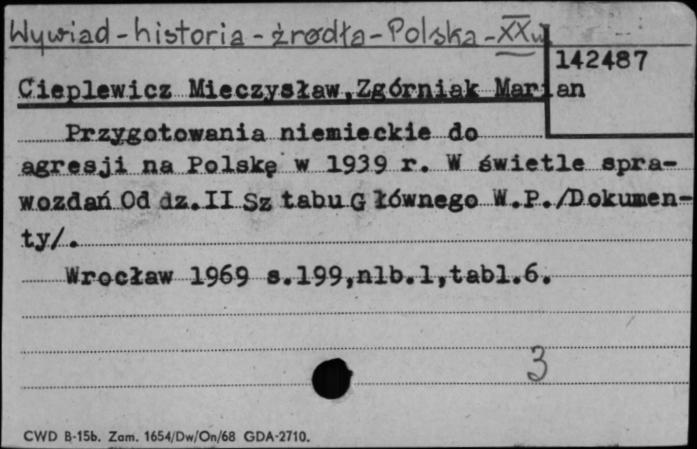 Wywiad - historia - źrodła - Polska - XX w
142487
Cieplewicz Mieczysław,Zgórniak Marian
Przygotowania niemieckie do
agresji na Polskę w 1939 r. W świetle spra-
wozdań Od dz.II Sz tabu G łównego W.P./Dokumen-
ty/.
Wrocław 1969 s.199,nlb.1,tabl.6.
3
CWD B-15b. Zam. 1654/Dw/On/68 GDA-2710.